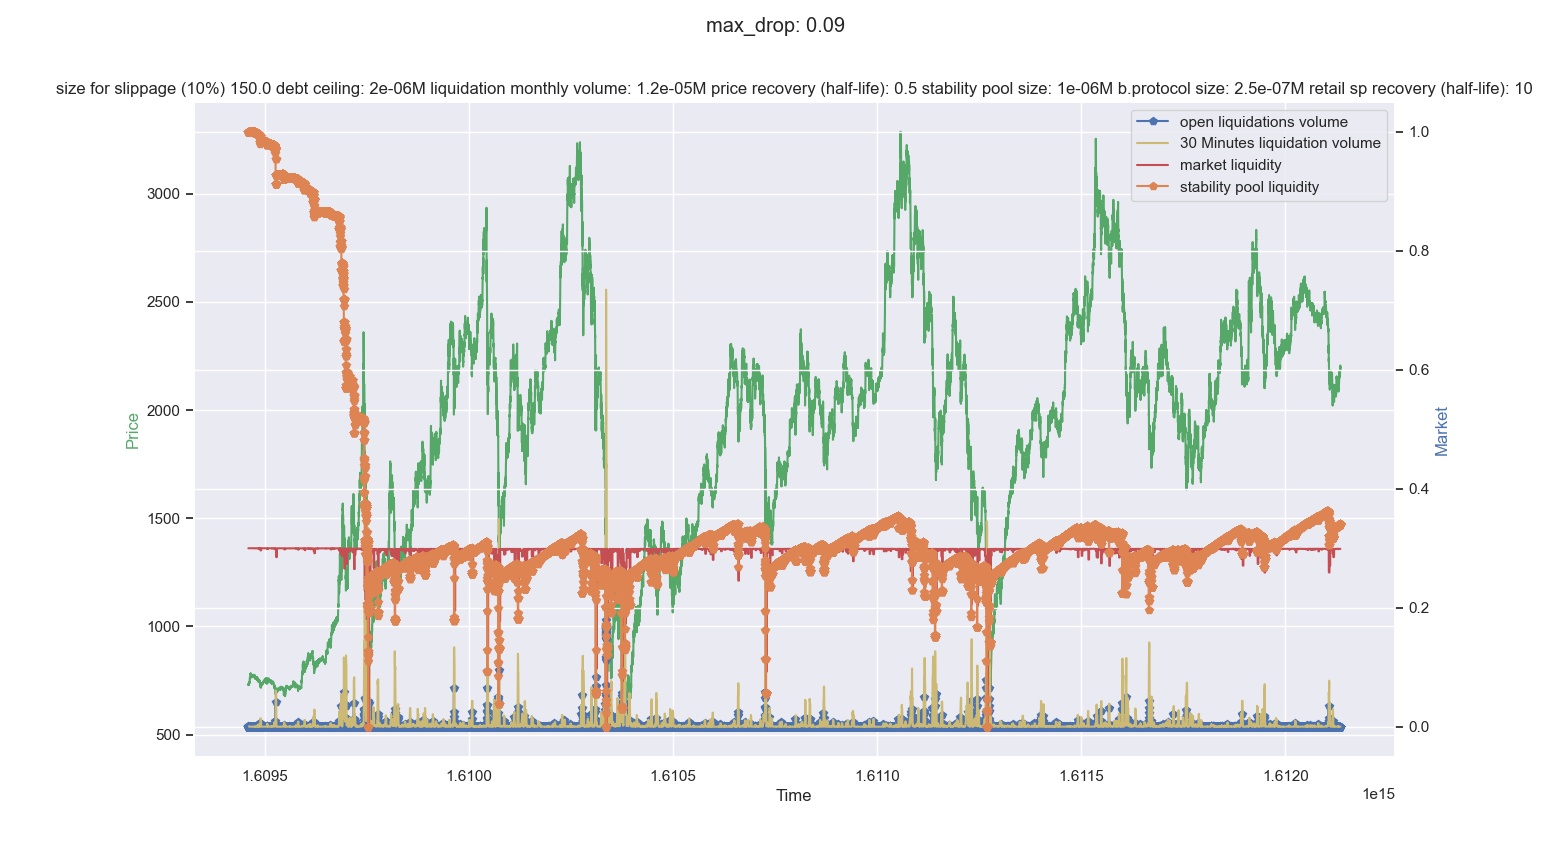 max_drop: 0.09
size for slippage (10%) 150.0 debt ceiling: 2e-06M liquidation monthly volume: 1.2e-05M price recovery (half-life): 0.5 stability pool size: 1e-06M b.protocol size: 2.5e-07M retail sp recovery (half-life): 10
open liquidations volume
30 Minutes liquidation volume
market liquidity
stability pool liquidity
3000
2500
2000
1500
1000
500
Price
1.0
0.8
0.6
0.4
0.2
0.0
Market
1.6095 1.6100 1.6105 1.6110 1.6115 1.6120
1e15
Time